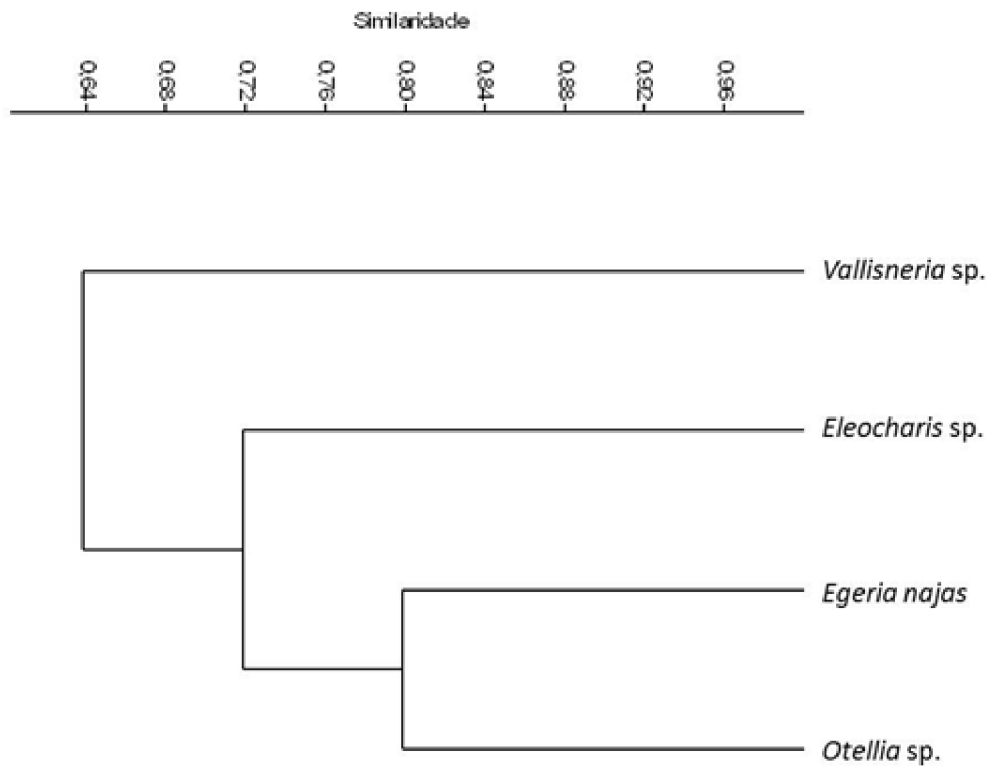 Similaridade
0,64 0,68 0,72 0,76 0,80 0,84 0,88 0,92 0,96
Vallisneria sp.
Eleocharis sp.
Egeria najas
Otellia sp.